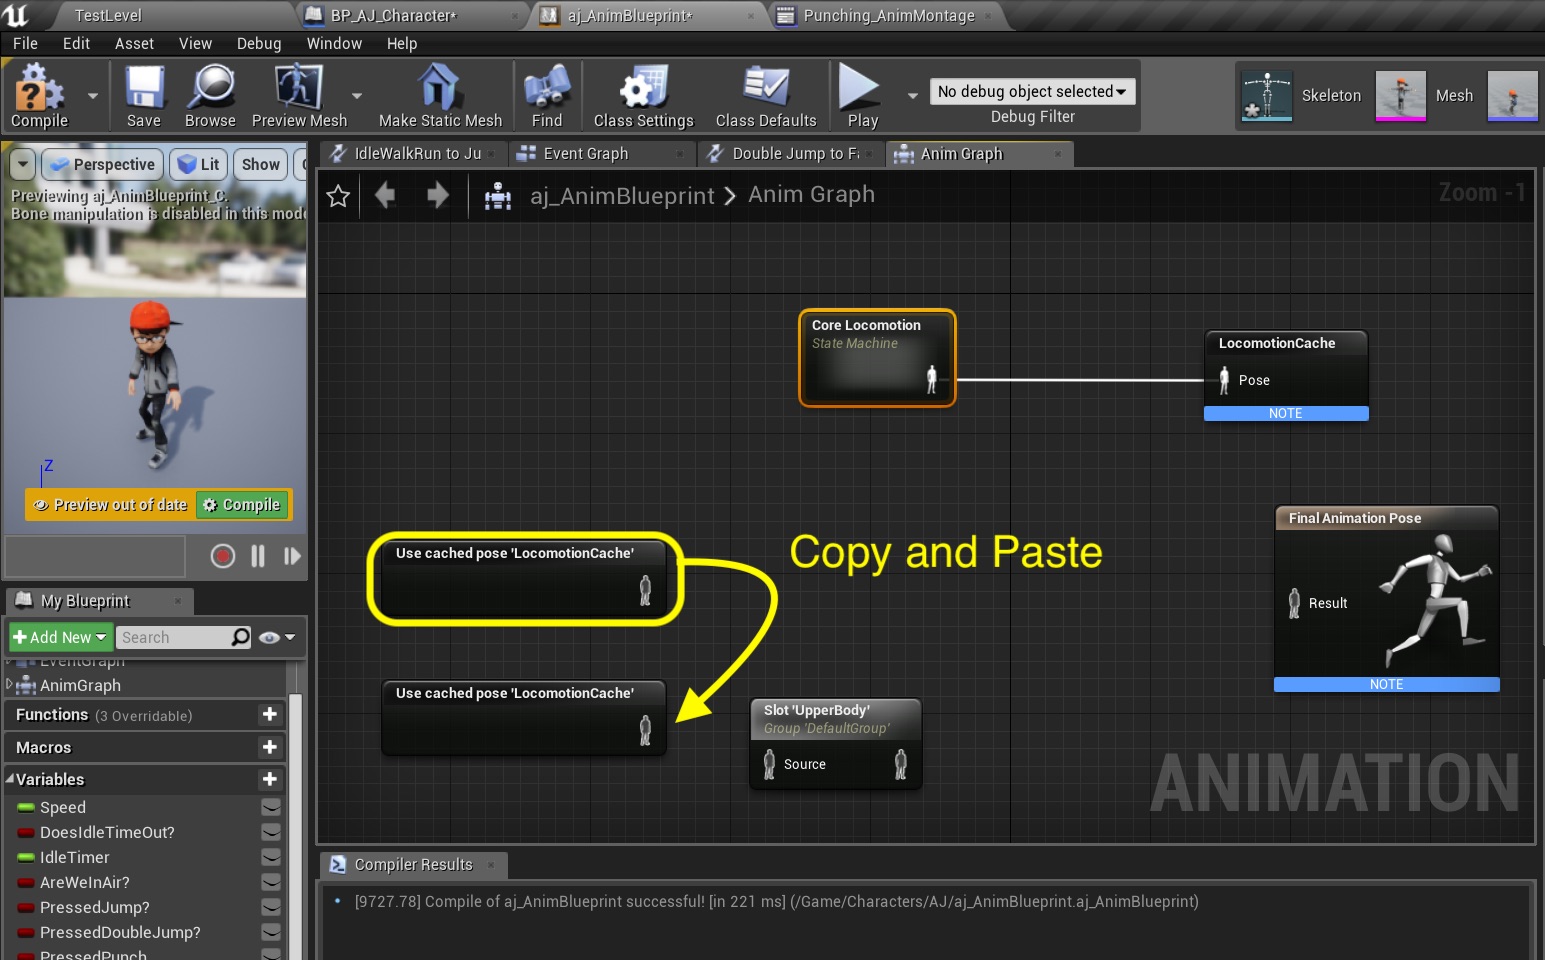 TestLevel
BP_AJ_Character*
aj_AnimBlueprint*
Punching_AnimMontage
File Edit Asset View Debug Window Help
Compile
Save
Browse
Preview Mesh
Make Static Mesh
Find
Class Settings
Class Defaults
Play
No debug object selected
Debug Filter
Skeleton
Mesh
Perspective
Lit
Show
Previewing aj_AnimBlueprint_C.
Bone manipulation is disabled in this mode
Z
Preview out of date
Compile
IdleWalkRun to Ju
Event Graph
Double Jump to Fa
Anim Graph
aj_AnimBlueprint > Anim Graph
Zoom -1
Core Locomotion
State Machine
LocomotionCache
Pose
NOTE
Use cached pose 'LocomotionCache'
Copy and Paste
Final Animation Pose
Result
NOTE
Use cached pose 'LocomotionCache'
Slot 'UpperBody'
Group 'DefaultGroup'
Source
ANIMATION
My Blueprint
Add New
Search
EventGraph
AnimGraph
Functions (3 Overridable)
Macros
Variables
Speed
DoesIdleTimeOut?
IdleTimer
AreWeInAir?
PressedJump?
PressedDoubleJump?
PressedPunch
Compiler Results
[9727.78] Compile of aj_AnimBlueprint successful! [in 221 ms] (/Game/Characters/AJ/aj_AnimBlueprint.aj_AnimBlueprint)